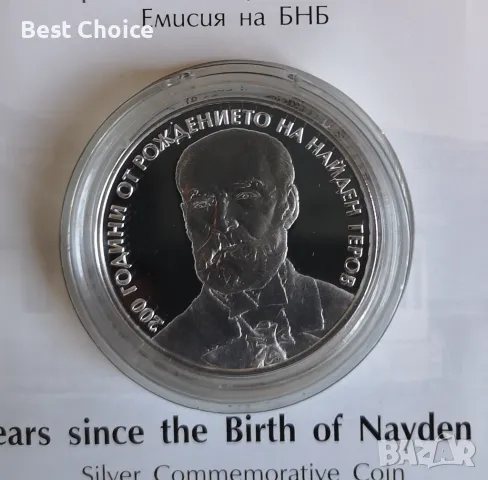 Best Choice
Емисия на БНБ
200 ГОДИНИ ОТ РОЖДЕНИЕТО НА НАЙДЕН ГЕРОВ
ears since the Birth of Nayden
Silver Commemorative Coin
BAZAR